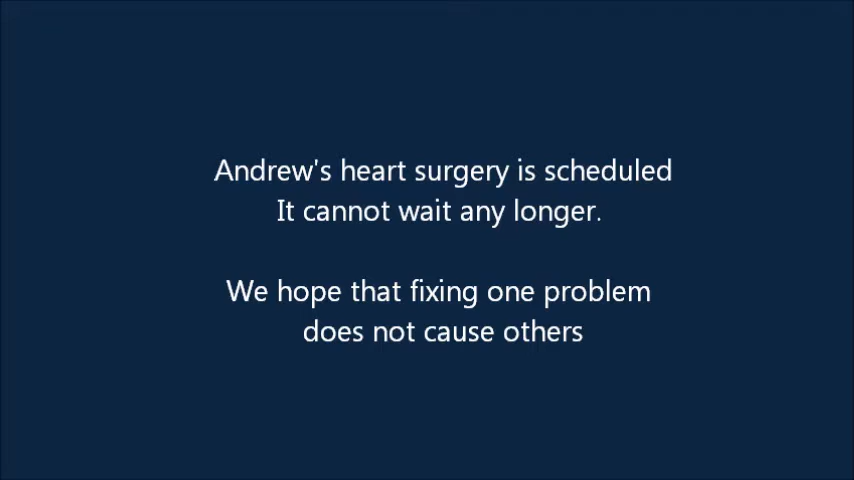 Andrew's heart surgery is scheduled
It cannot wait any longer.
We hope that fixing one problem
does not cause others